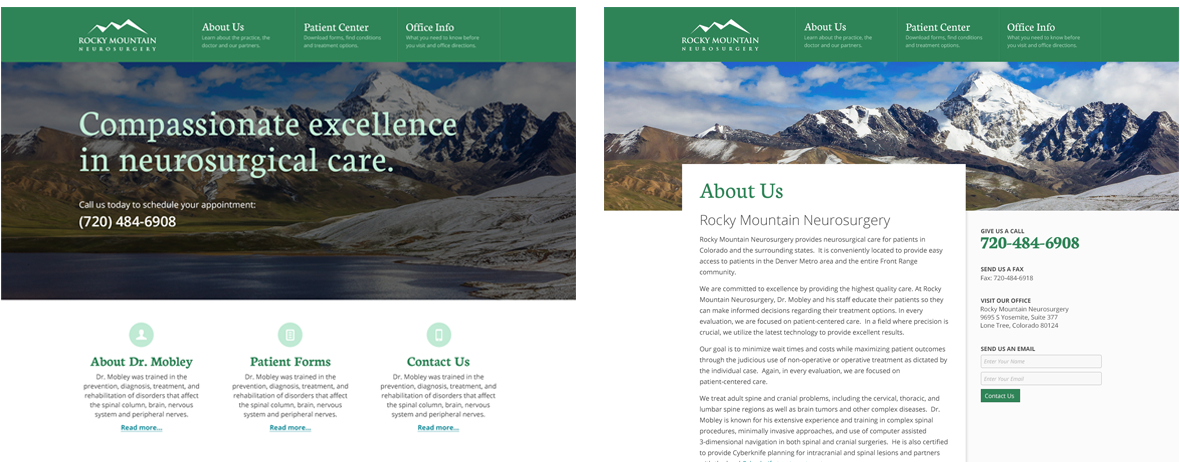 ROCKY MOUNTAIN
NEUROSURGERY
About Us
Learn about the practice, the
doctor and our partners.
Patient Center
Download forms, find conditions
and treatment options.
Office Info
What you need to know before
you visit and office directions.
Compassionate excellence
in neurosurgical care.
Call us today to schedule your appointment:
(720) 484-6908
About Dr. Mobley
Dr. Mobley was trained in the
prevention, diagnosis, treatment, and
rehabilitation of disorders that affect
the spinal column, brain, nervous
system and peripheral nerves.
Read more...
Patient Forms
Dr. Mobley was trained in the
prevention, diagnosis, treatment, and
rehabilitation of disorders that affect
the spinal column, brain, nervous
system and peripheral nerves.
Read more...
Contact Us
Dr. Mobley was trained in the
prevention, diagnosis, treatment, and
rehabilitation of disorders that affect
the spinal column, brain, nervous
system and peripheral nerves.
Read more...
ROCKY MOUNTAIN
NEUROSURGERY
About Us
Learn about the practice, the
doctor and our partners.
Patient Center
Download forms, find conditions
and treatment options.
Office Info
What you need to know before
you visit and office directions.
About Us
Rocky Mountain Neurosurgery
Rocky Mountain Neurosurgery provides neurosurgical care for patients in
Colorado and the surrounding states. It is conveniently located to provide easy
access to patients in the Denver Metro area and the entire Front Range
community.
We are committed to excellence by providing the highest quality care. At Rocky
Mountain Neurosurgery, Dr. Mobley and his staff educate their patients so they
can make informed decisions regarding their treatment options. In every
evaluation, we are focused on patient-centered care. In a field where precision is
crucial, we utilize the latest technology to provide excellent results.
Our goal is to minimize wait times and costs while maximizing patient outcomes
through the judicious use of non-operative or operative treatment as dictated by
the individual case. Again, in every evaluation, we are focused on
patient-centered care.
We treat adult spine and cranial problems, including the cervical, thoracic, and
lumbar spine regions as well as brain tumors and other complex diseases. Dr.
Mobley is known for his extensive experience and training in complex spinal
procedures, minimally invasive approaches, and use of computer assisted
3-dimensional navigation in both spinal and cranial surgeries. He is also certified
to provide Cyberknife planning for intracranial and spinal lesions and partners
GIVE US A CALL
720-484-6908
SEND US A FAX
Fax: 720-484-6918
VISIT OUR OFFICE
Rocky Mountain Neurosurgery
9695 S Yosemite, Suite 377
Lone Tree, Colorado 80124
SEND US AN EMAIL
Enter Your Name
Enter Your Email
Contact Us